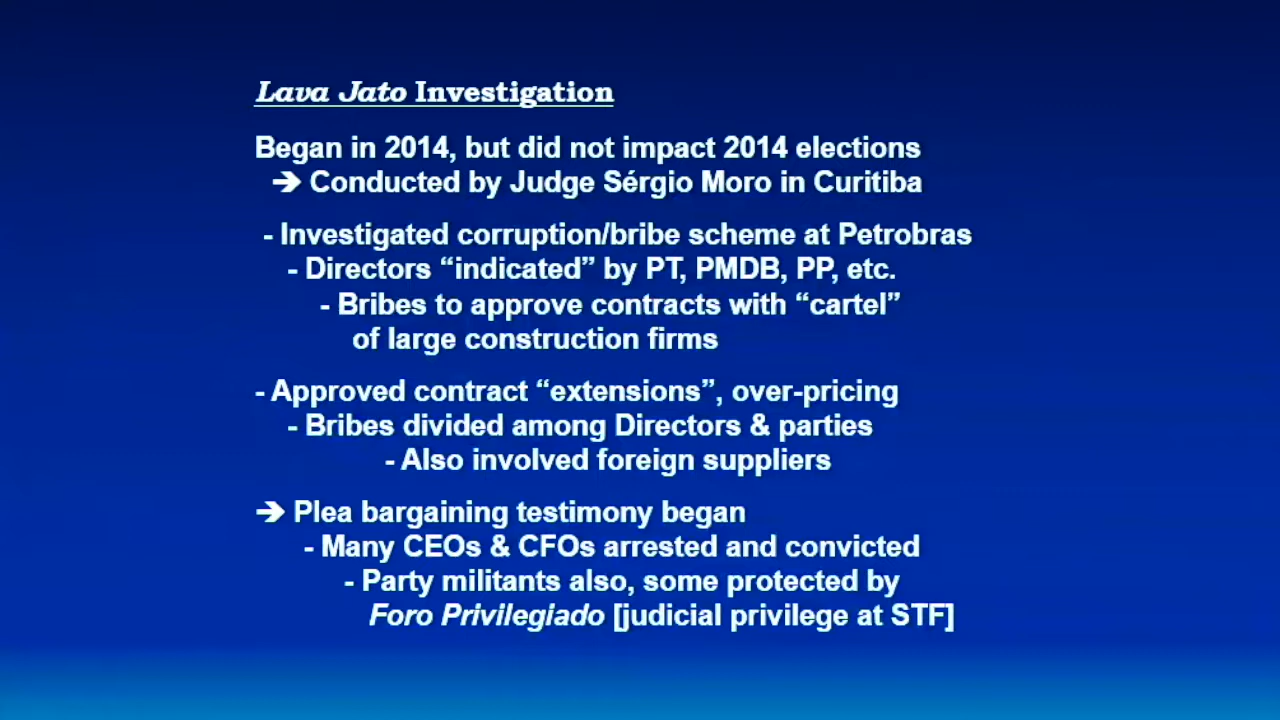 Lava Jato Investigation
Began in 2014, but did not impact 2014 elections
➔ Conducted by Judge Sérgio Moro in Curitiba
- Investigated corruption/bribe scheme at Petrobras
- Directors “indicated” by PT, PMDB, PP, etc.
- Bribes to approve contracts with “cartel”
of large construction firms
- Approved contract “extensions”, over-pricing
- Bribes divided among Directors & parties
- Also involved foreign suppliers
➔ Plea bargaining testimony began
- Many CEOs & CFOs arrested and convicted
- Party militants also, some protected by
Foro Privilegiado [judicial privilege at STF]